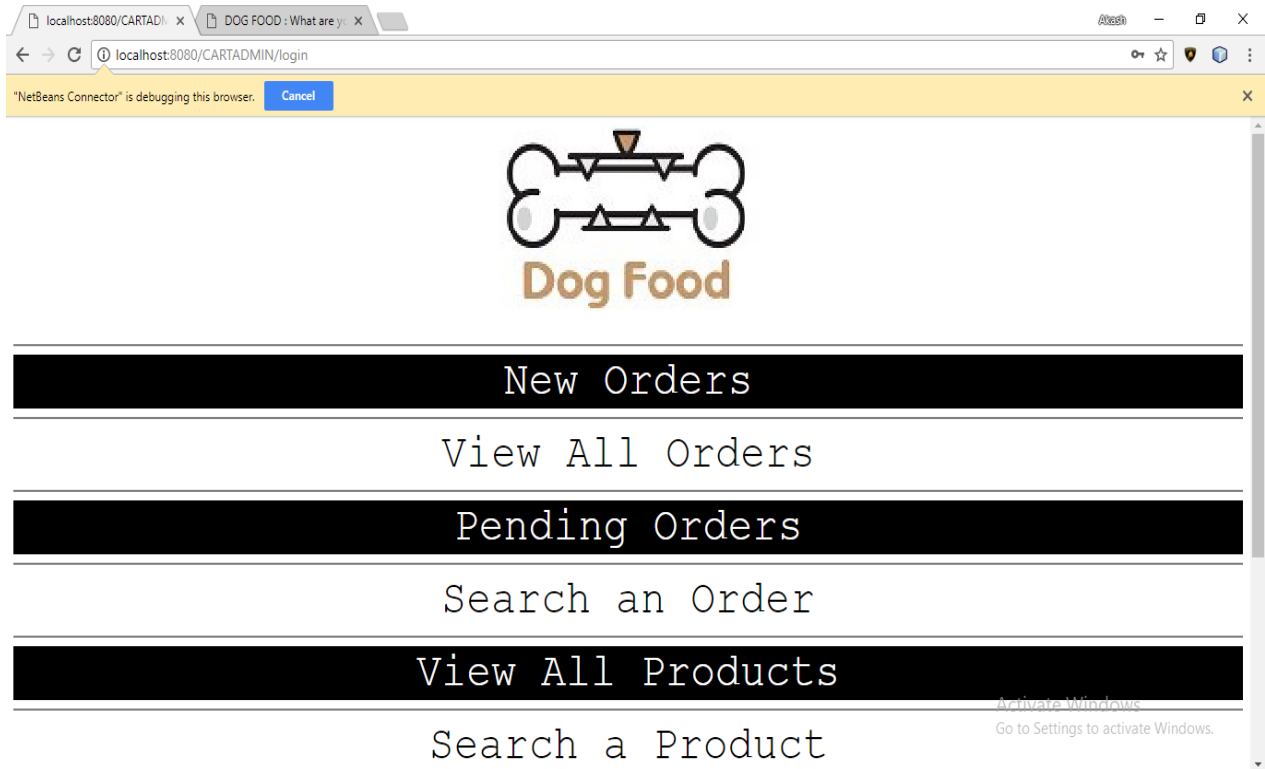 localhost:8080/CARTADM
DOG FOOD : What are yo
Akash
localhost:8080/CARTADMIN/login
"NetBeans Connector" is debugging this browser.
Cancel
Dog Food
New Orders
View All Orders
Pending Orders
Search an Order
View All Products
Search a Product
Activate Windows
Go to Settings to activate Windows.